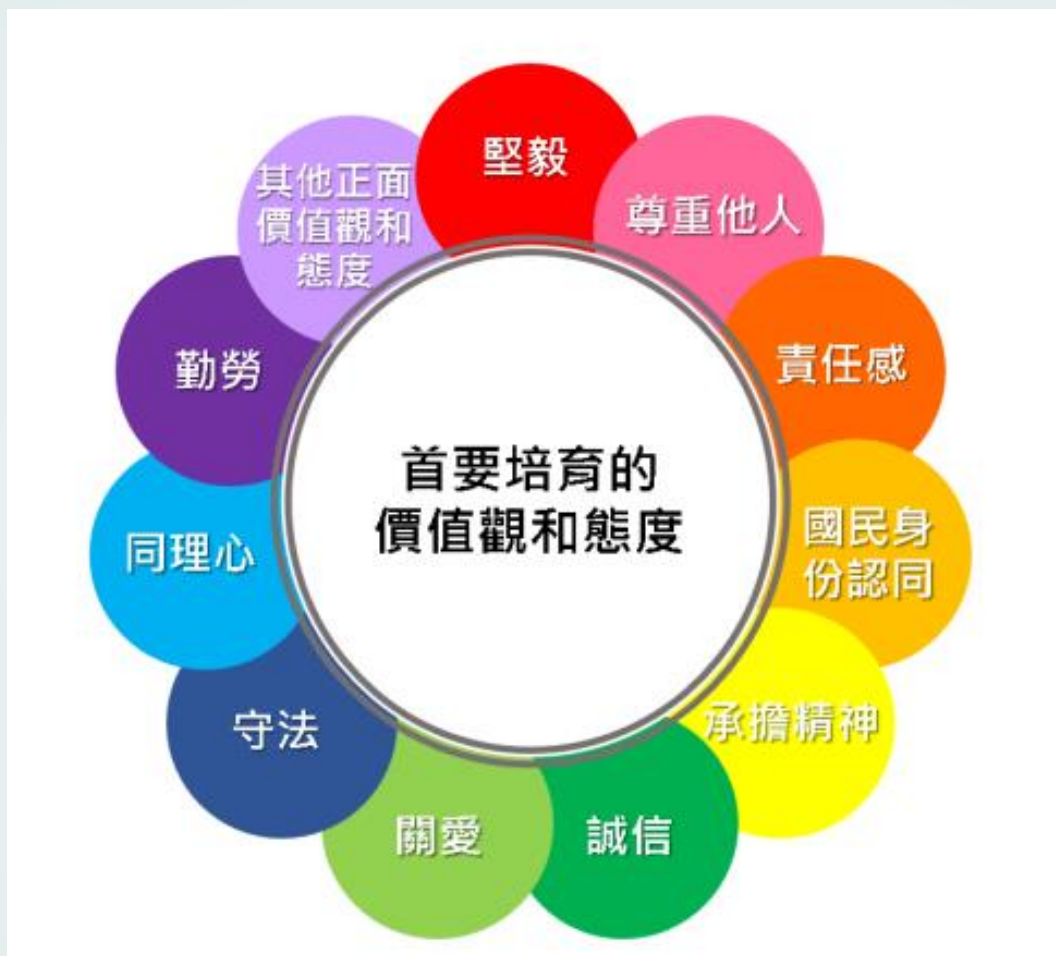 首要培育的
價值觀和態度
堅毅
尊重他人
責任感
國民身
份認同
承擔精神
誠信
關愛
守法
同理心
勤勞
其他正面
價值觀和
態度